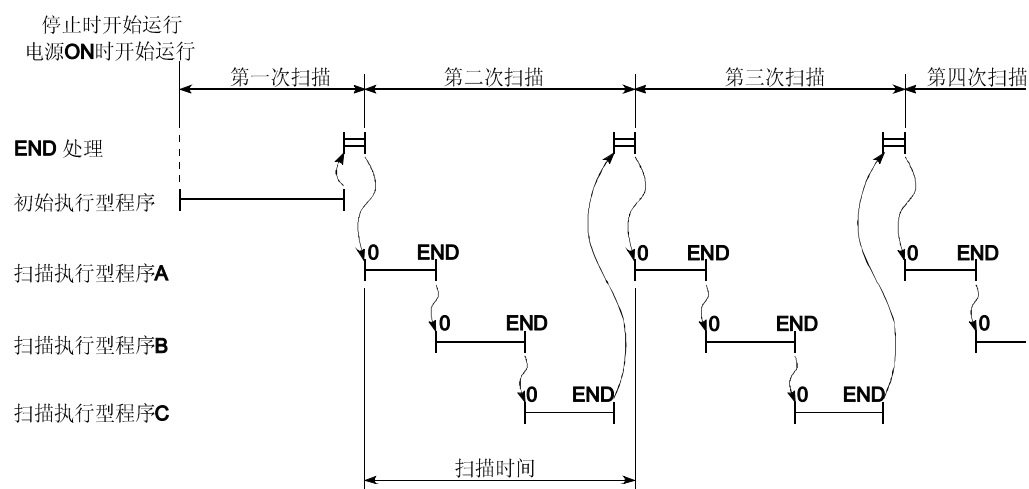 停止时开始运行
电源ON时开始运行
第一次扫描 第二次扫描 第三次扫描 第四次扫描
END 处理
初始执行型程序
0 END 0 END 0 END
扫描执行型程序A
0 END 0 END 0
扫描执行型程序B
0 END 0 END
扫描执行型程序C
扫描时间